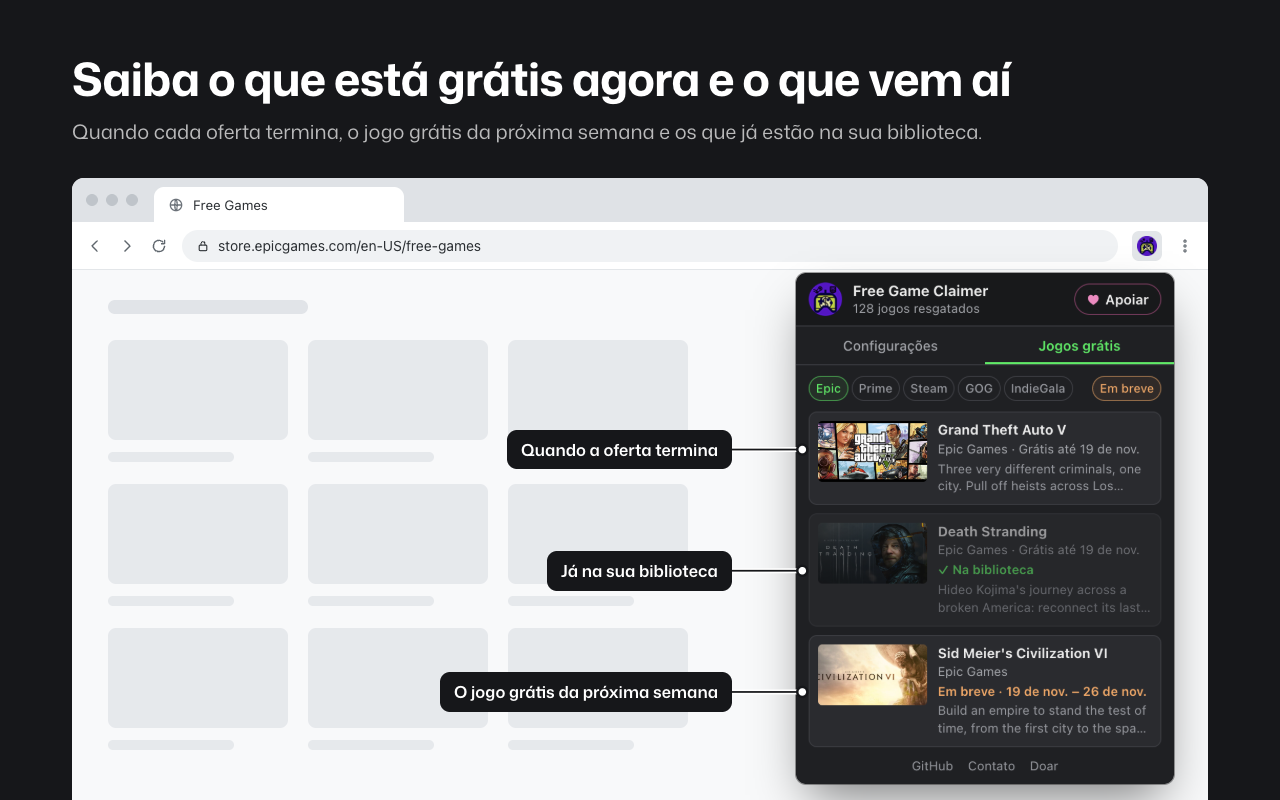 Saiba o que está grátis agora e o que vem aí
Quando cada oferta termina, o jogo grátis da próxima semana e os que já estão na sua biblioteca.
Free Games
store.epicgames.com/en-US/free-games
Free Game Claimer
128 jogos resgatados
Apoiar
Configurações
Jogos grátis
Epic
Prime
Steam
GOG
IndieGala
Em breve
Quando a oferta termina
grand
theft
auto
Grand Theft Auto V
Epic Games · Grátis até 19 de nov.
Three very different criminals, one
city. Pull off heists across Los...
Já na sua biblioteca
DEATH
STRANDING
Death Stranding
Epic Games · Grátis até 19 de nov.
✓ Na biblioteca
Hideo Kojima's journey across a
broken America: reconnect its last...
O jogo grátis da próxima semana
CIVILIZATION VI
Sid Meier's Civilization VI
Epic Games
Em breve · 19 de nov. – 26 de nov.
Build an empire to stand the test of
time, from the first city to the spa...
GitHub
Contato
Doar